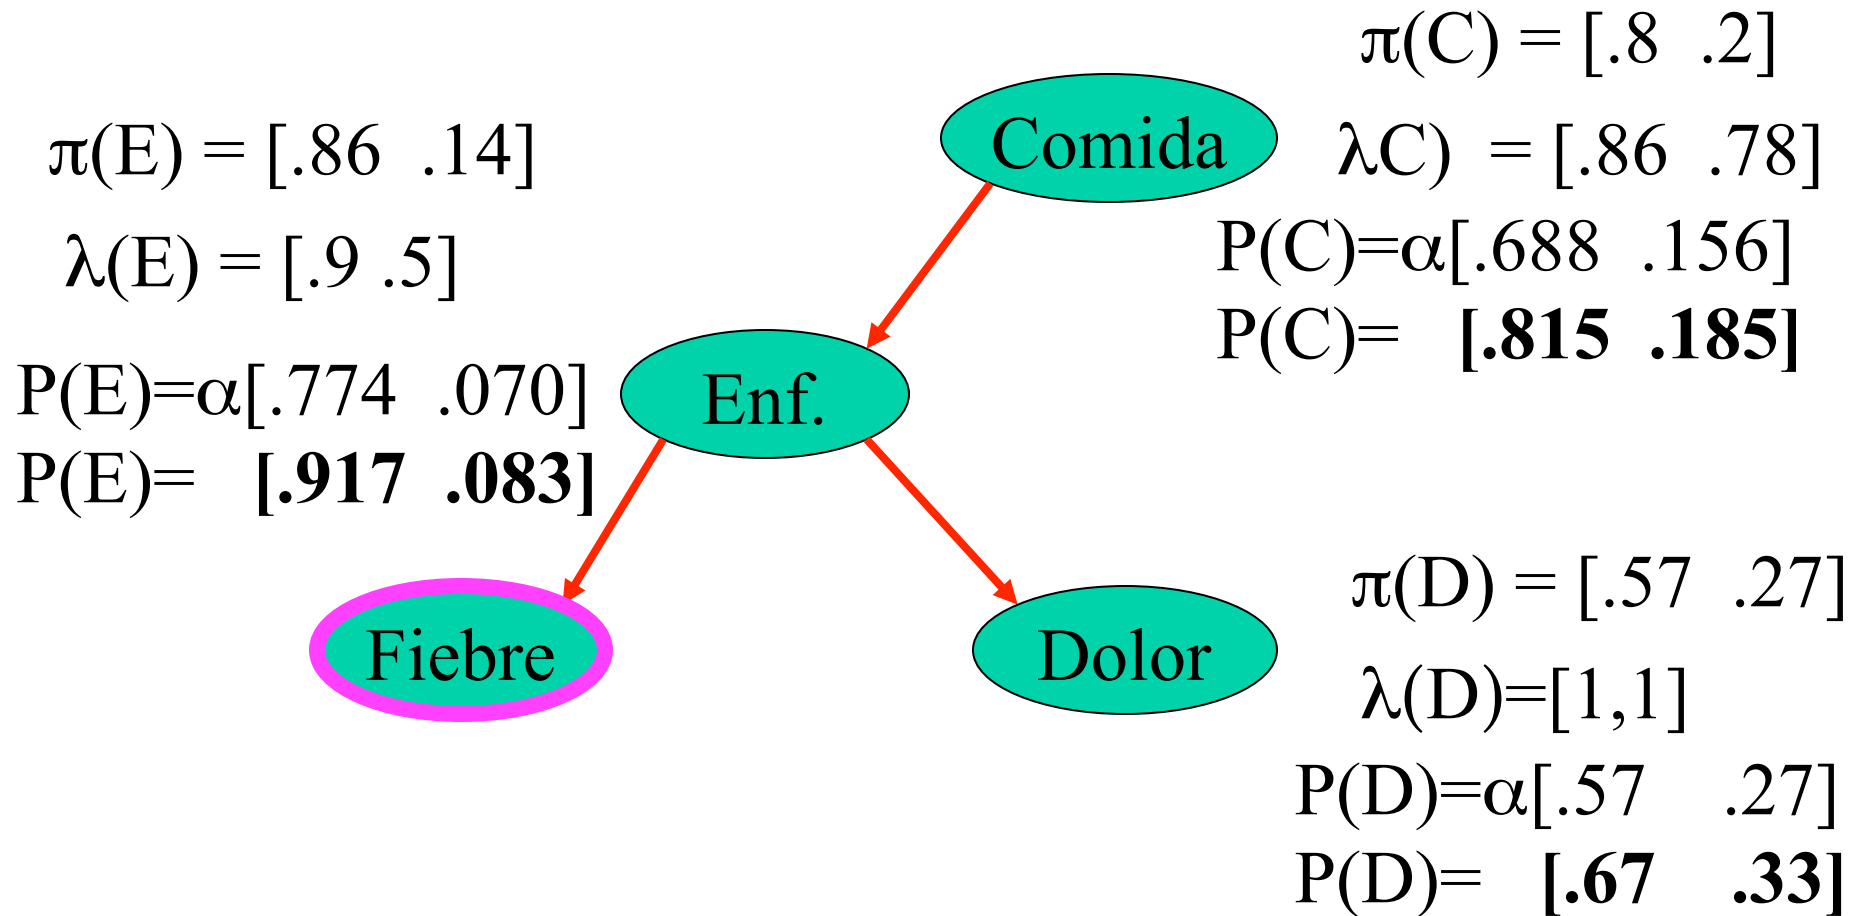 π(C) = [.8 .2]
λC) = [.86 .78]
P(C)=α[.688 .156]
P(C)= [.815 .185]
Comida
π(E) = [.86 .14]
λ(E) = [.9 .5]
P(E)=α[.774 .070]
P(E)= [.917 .083]
Enf.
Fiebre
Dolor
π(D) = [.57 .27]
λ(D)=[1,1]
P(D)=α[.57 .27]
P(D)= [.67 .33]